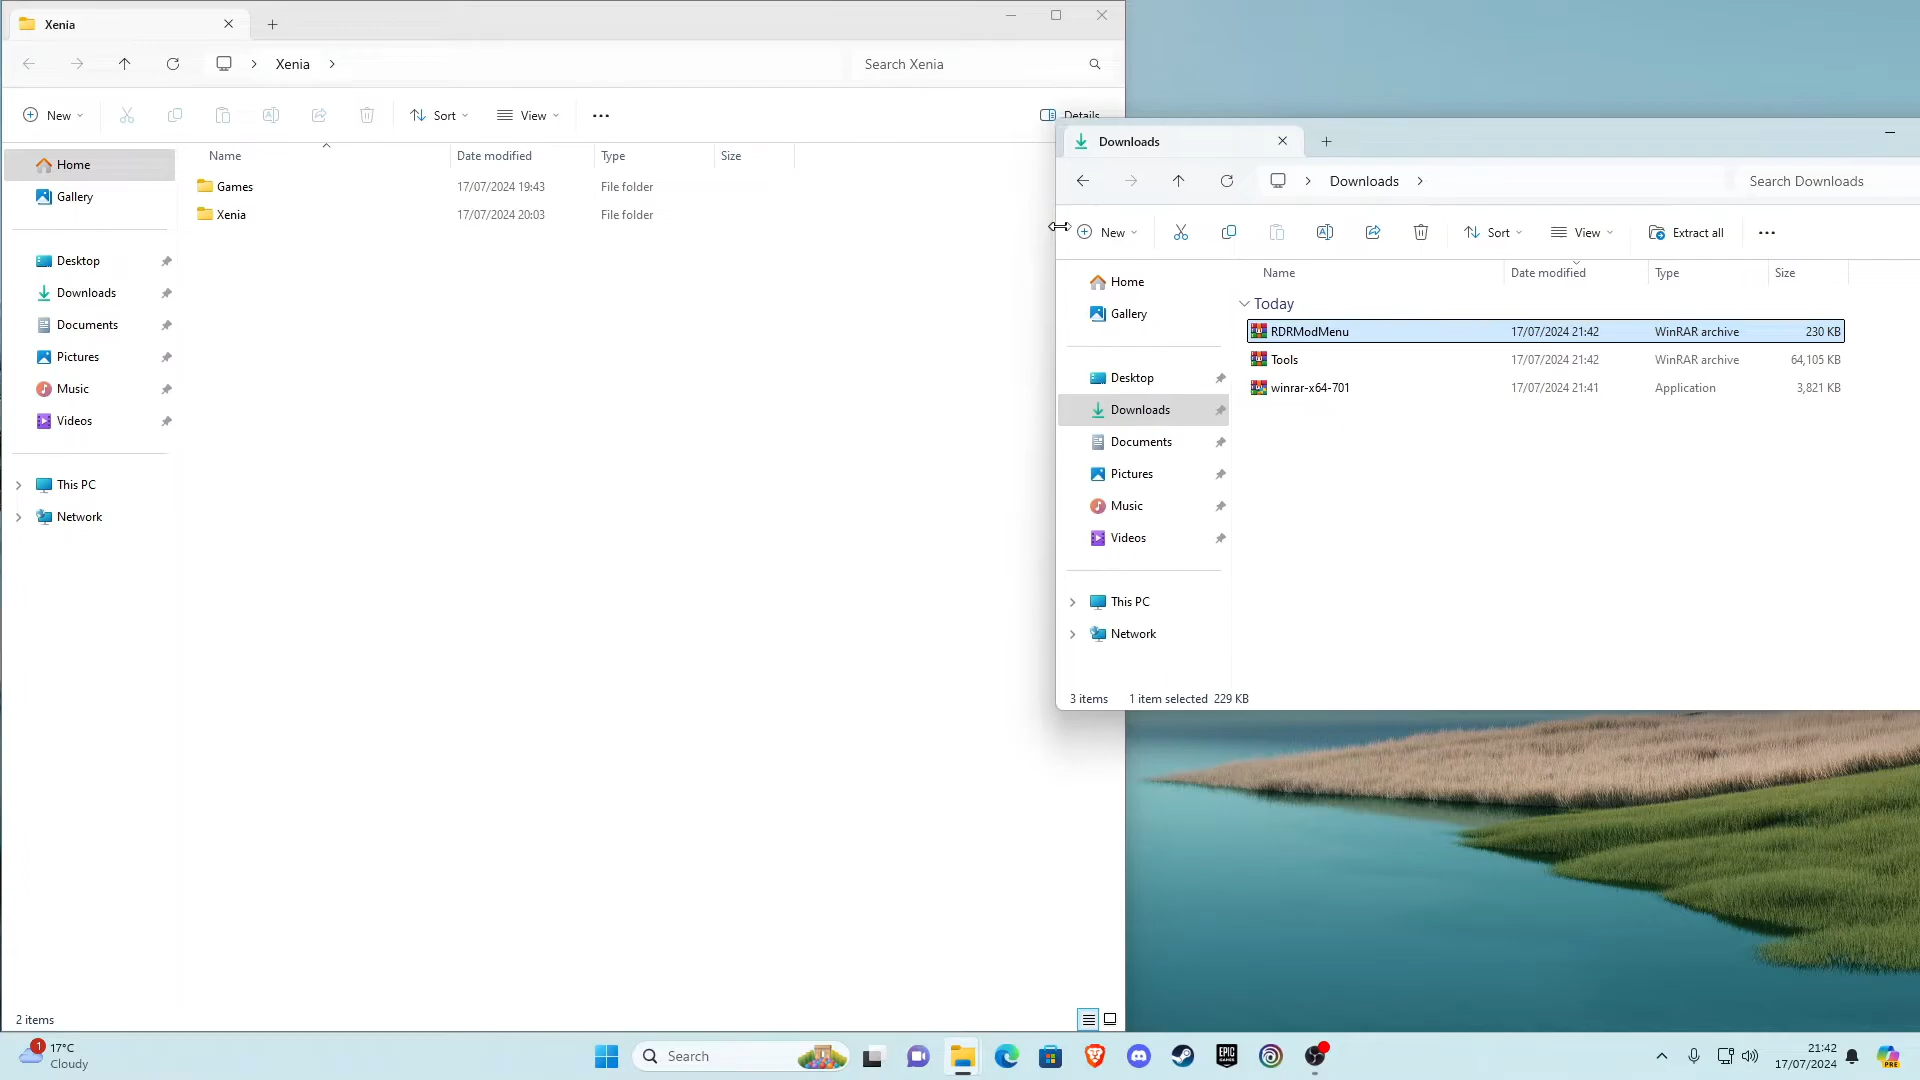 Xenia
Xenia
Search Xenia
New
Sort
View
Details
Home
Gallery
Desktop
Downloads
Documents
Pictures
Music
Videos
This PC
Network
Name Date modified Type Size
Games 17/07/2024 19:43 File folder
Xenia 17/07/2024 20:03 File folder
2 items
Downloads
Downloads
Search Downloads
New
Sort
View
Extract all
Home
Gallery
Desktop
Downloads
Documents
Pictures
Music
Videos
This PC
Network
Name Date modified Type Size
Today
RDRModMenu 17/07/2024 21:42 WinRAR archive 230 KB
Tools 17/07/2024 21:42 WinRAR archive 64,105 KB
winrar-x64-701 17/07/2024 21:41 Application 3,821 KB
3 items 1 item selected 229 KB
1
17°C
Cloudy
Search
EPIC
GAMES
21:42
17/07/2024
PRE